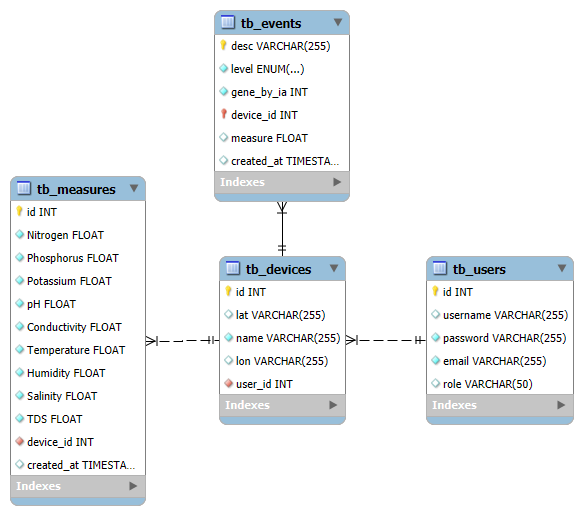 tb_events
desc VARCHAR(255)
level ENUM(...)
gene_by_ia INT
device_id INT
measure FLOAT
created_at TIMESTA...
Indexes
tb_measures
id INT
Nitrogen FLOAT
Phosphorus FLOAT
Potassium FLOAT
pH FLOAT
Conductivity FLOAT
Temperature FLOAT
Humidity FLOAT
Salinity FLOAT
TDS FLOAT
device_id INT
created_at TIMESTA...
Indexes
tb_devices
id INT
lat VARCHAR(255)
name VARCHAR(255)
lon VARCHAR(255)
user_id INT
Indexes
tb_users
id INT
username VARCHAR(255)
password VARCHAR(255)
email VARCHAR(255)
role VARCHAR(50)
Indexes